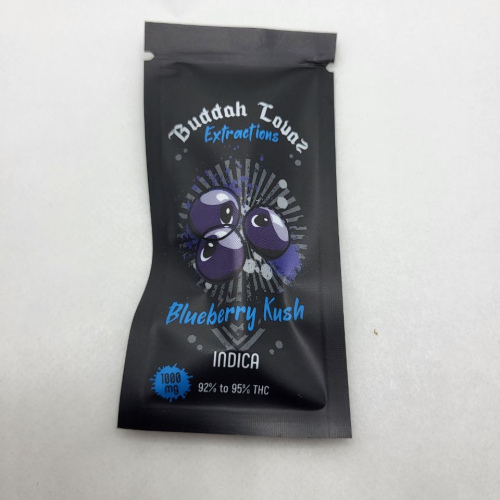 Buddah Lovaz
Extractions
Blueberry Kush
INDICA
1000
mg
92% to 95% THC